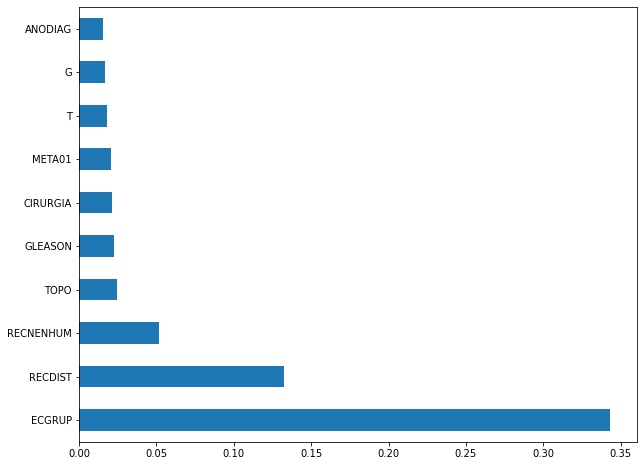 ANODIAG
G
T
META01
CIRURGIA
GLEASON
TOPO
RECNENHUM
RECDIST
ECGRUP
0.00 0.05 0.10 0.15 0.20 0.25 0.30 0.35